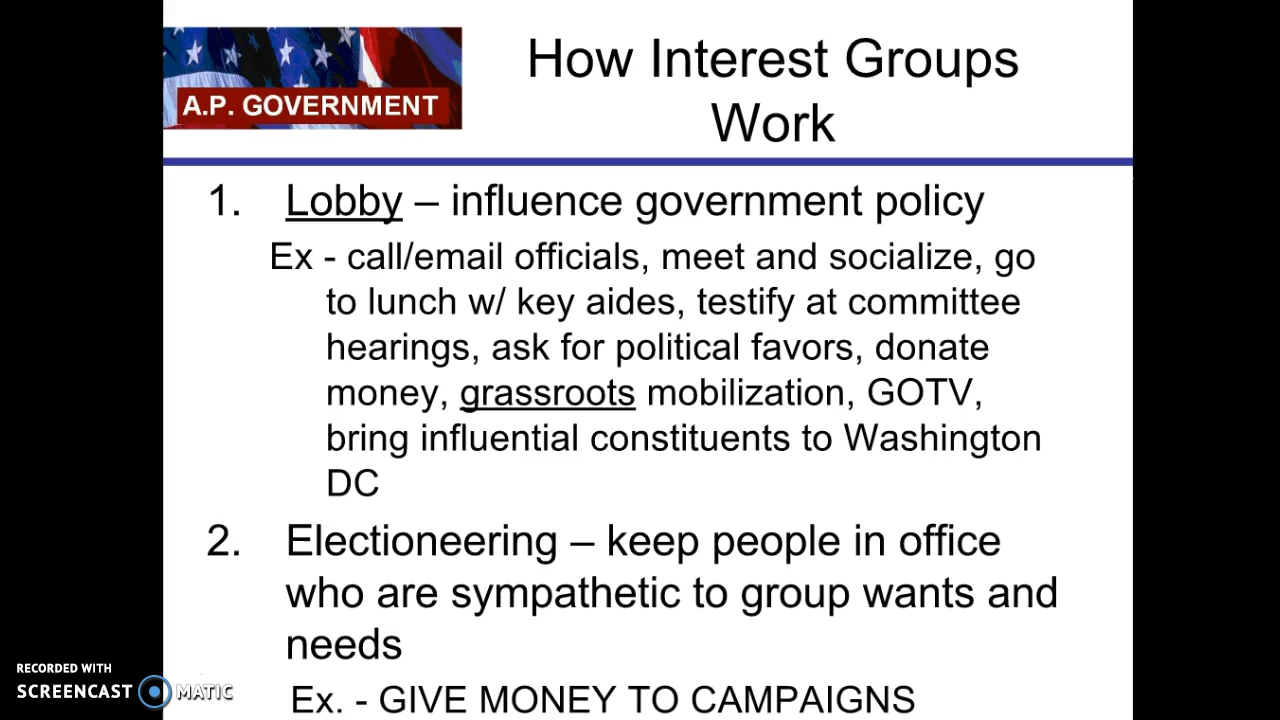 A.P. GOVERNMENT
How Interest Groups
Work
1. Lobby – influence government policy
Ex - call/email officials, meet and socialize, go
to lunch w/ key aides, testify at committee
hearings, ask for political favors, donate
money, grassroots mobilization, GOTV,
bring influential constituents to Washington
DC
2. Electioneering – keep people in office
who are sympathetic to group wants and
needs
Ex. - GIVE MONEY TO CAMPAIGNS
RECORDED WITH
SCREENCAST MATIC